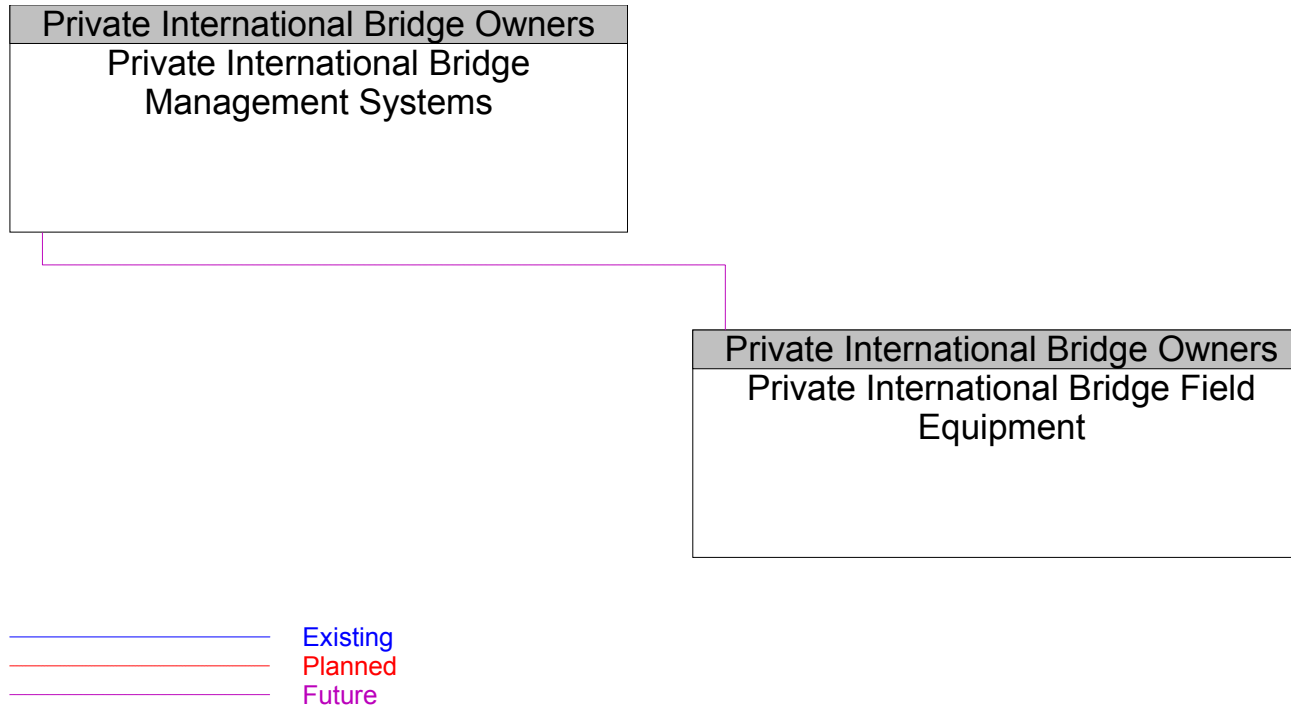 Private International Bridge Owners
Private International Bridge
Management Systems
Private International Bridge Owners
Private International Bridge Field
Equipment
Existing
Planned
Future